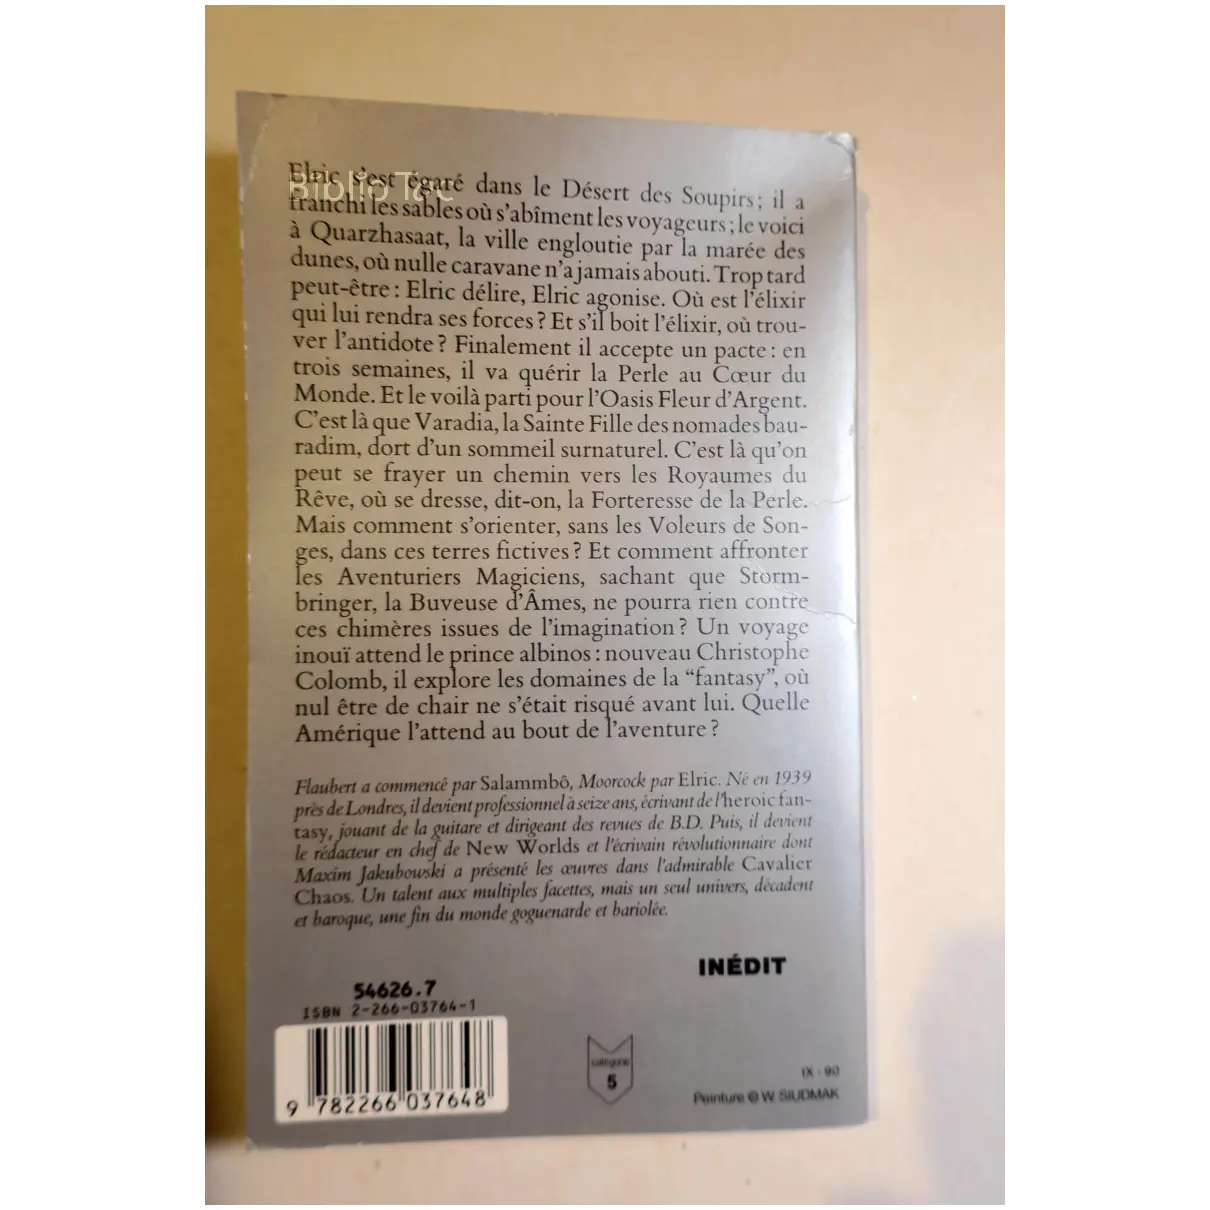 Elric s'est égaré dans le Désert des Soupirs ; il a
Biblio Toc
franchi les sables où s'abîment les voyageurs ; le voici
à Quarzhasaat, la ville engloutie par la marée des
dunes, où nulle caravane n'a jamais abouti. Trop tard
peut-être : Elric délire, Elric agonise. Où est l'élixir
qui lui rendra ses forces ? Et s'il boit l'élixir, où trou-
ver l'antidote ? Finalement il accepte un pacte : en
trois semaines, il va quérir la Perle au Cœur du
Monde. Et le voilà parti pour l'Oasis Fleur d'Argent.
C'est là que Varadia, la Sainte Fille des nomades bau-
radim, dort d'un sommeil surnaturel. C'est là qu'on
peut se frayer un chemin vers les Royaumes du
Rêve, où se dresse, dit-on, la Forteresse de la Perle.
Mais comment s'orienter, sans les Voleurs de Son-
ges, dans ces terres fictives ? Et comment affronter
les Aventuriers Magiciens, sachant que Storm-
bringer, la Buveuse d'Âmes, ne pourra rien contre
ces chimères issues de l'imagination ? Un voyage
inouï attend le prince albinos : nouveau Christophe
Colomb, il explore les domaines de la "fantasy", où
nul être de chair ne s'était risqué avant lui. Quelle
Amérique l'attend au bout de l'aventure ?
Flaubert a commencé par Salammbô, Moorcock par Elric. Né en 1939
près de Londres, il devient professionnel à seize ans, écrivant de l'heroic fan-
tasy, jouant de la guitare et dirigeant des revues de B.D. Puis, il devient
le rédacteur en chef de New Worlds et l'écrivain révolutionnaire dont
Maxim Jakubowski a présenté les œuvres dans l'admirable Cavalier
Chaos. Un talent aux multiples facettes, mais un seul univers, décadent
et baroque, une fin du monde goguenarde et bariolée.
INÉDIT
54626.7
ISBN 2-266-03764-1
9 782266 037648
catégorie
5
IX - 90
Peinture © W. SIUDMAK